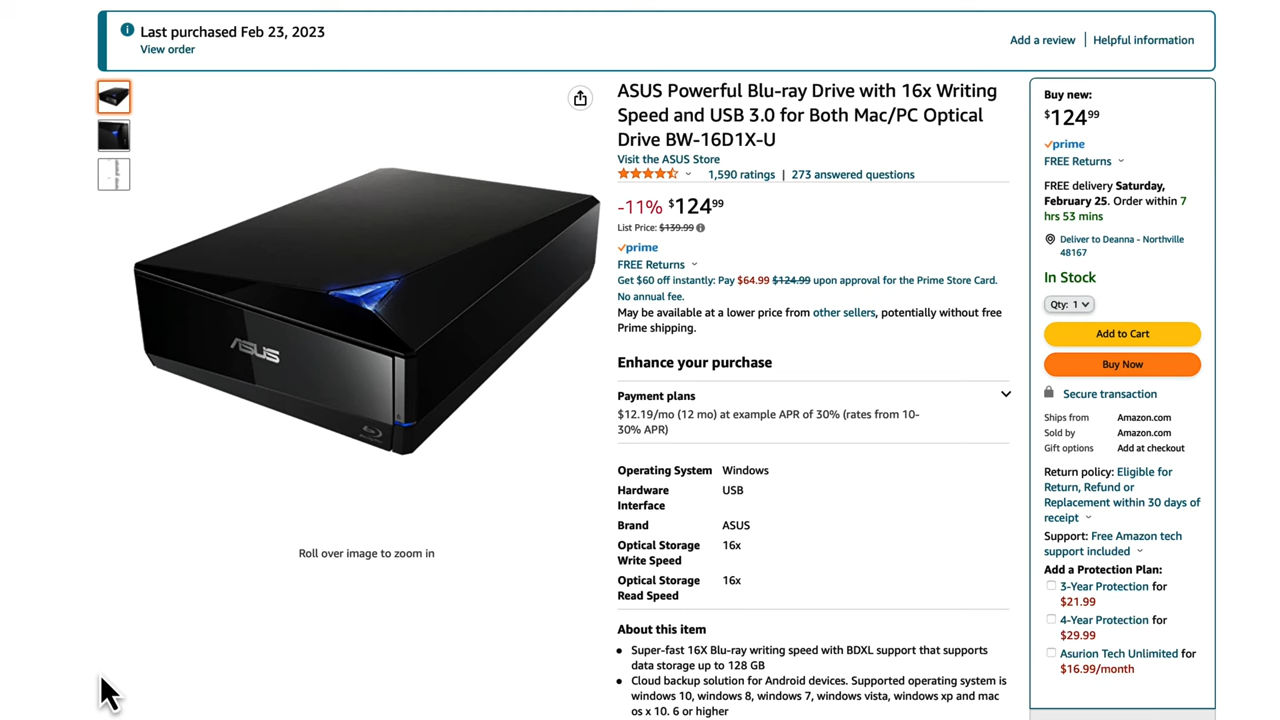 Last purchased Feb 23, 2023
View order
Add a review | Helpful information
ASUS
ASUS Powerful Blu-ray Drive with 16x Writing
Speed and USB 3.0 for Both Mac/PC Optical
Drive BW-16D1X-U
Visit the ASUS Store
1,590 ratings | 273 answered questions
-11% $124.99
List Price: $139.99
prime
FREE Returns
Get $60 off instantly: Pay $64.99 $124.99 upon approval for the Prime Store Card.
No annual fee.
May be available at a lower price from other sellers, potentially without free
Prime shipping.
Enhance your purchase
Payment plans
$12.19/mo (12 mo) at example APR of 30% (rates from 10-
30% APR)
Operating System Windows
Hardware USB
Interface
Brand ASUS
Optical Storage 16x
Write Speed
Optical Storage 16x
Read Speed
About this item
Super-fast 16X Blu-ray writing speed with BDXL support that supports
data storage up to 128 GB
Cloud backup solution for Android devices. Supported operating system is
windows 10, windows 8, windows 7, windows vista, windows xp and mac
os x 10. 6 or higher
Roll over image to zoom in
Buy new:
$124.99
prime
FREE Returns
FREE delivery Saturday,
February 25. Order within 7
hrs 53 mins
Deliver to Deanna - Northville
48167
In Stock
Qty: 1
Add to Cart
Buy Now
Secure transaction
Ships from Amazon.com
Sold by Amazon.com
Gift options Add at checkout
Return policy: Eligible for
Return, Refund or
Replacement within 30 days of
receipt
Support: Free Amazon tech
support included
Add a Protection Plan:
3-Year Protection for
$21.99
4-Year Protection for
$29.99
Asurion Tech Unlimited for
$16.99/month